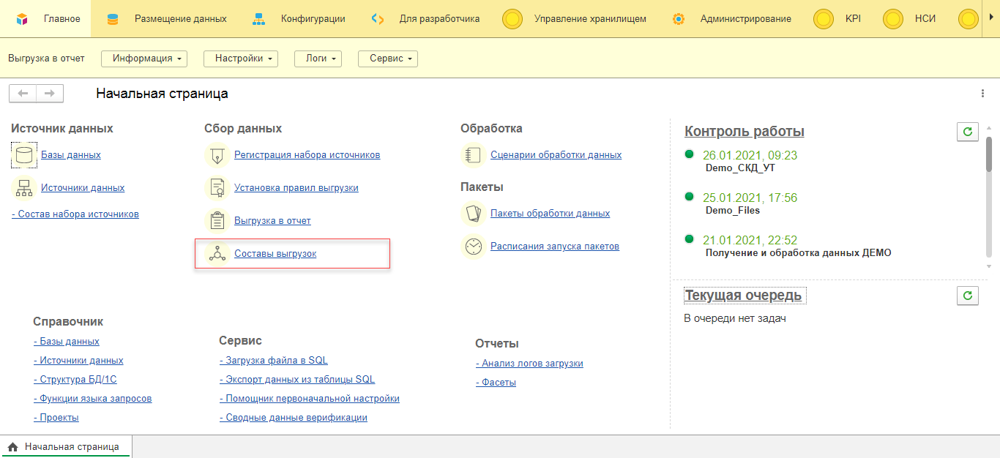 Главное
Размещение данных
Конфигурации
Для разработчика
Управление хранилищем
Администрирование
KPI
НСИ
Выгрузка в отчет
Информация
Настройки
Логи
Сервис
Начальная страница
Источник данных
Базы данных
Источники данных
- Состав набора источников
Сбор данных
Регистрация набора источников
Установка правил выгрузки
Выгрузка в отчет
Составы выгрузок
Обработка
Сценарии обработки данных
Пакеты
Пакеты обработки данных
Расписания запуска пакетов
Контроль работы
26.01.2021, 09:23
Demo_СКД_УТ
25.01.2021, 17:56
Demo_Files
21.01.2021, 22:52
Получение и обработка данных ДЕМО
Текущая очередь
В очереди нет задач
Справочник
- Базы данных
- Источники данных
- Структура БД/1С
- Функции языка запросов
- Проекты
Сервис
- Загрузка файла в SQL
- Экспорт данных из таблицы SQL
- Помощник первоначальной настройки
- Сводные данные верификации
Отчеты
- Анализ логов загрузки
- Фасеты
Начальная страница